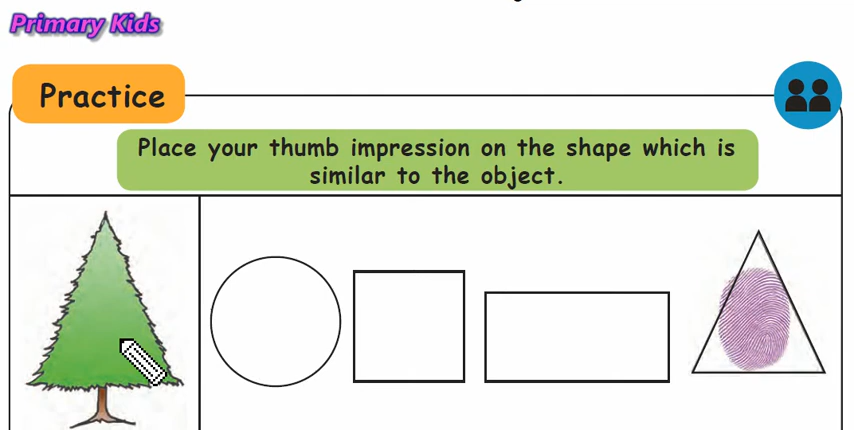 Primary Kids
Practice
Place your thumb impression on the shape which is
similar to the object.